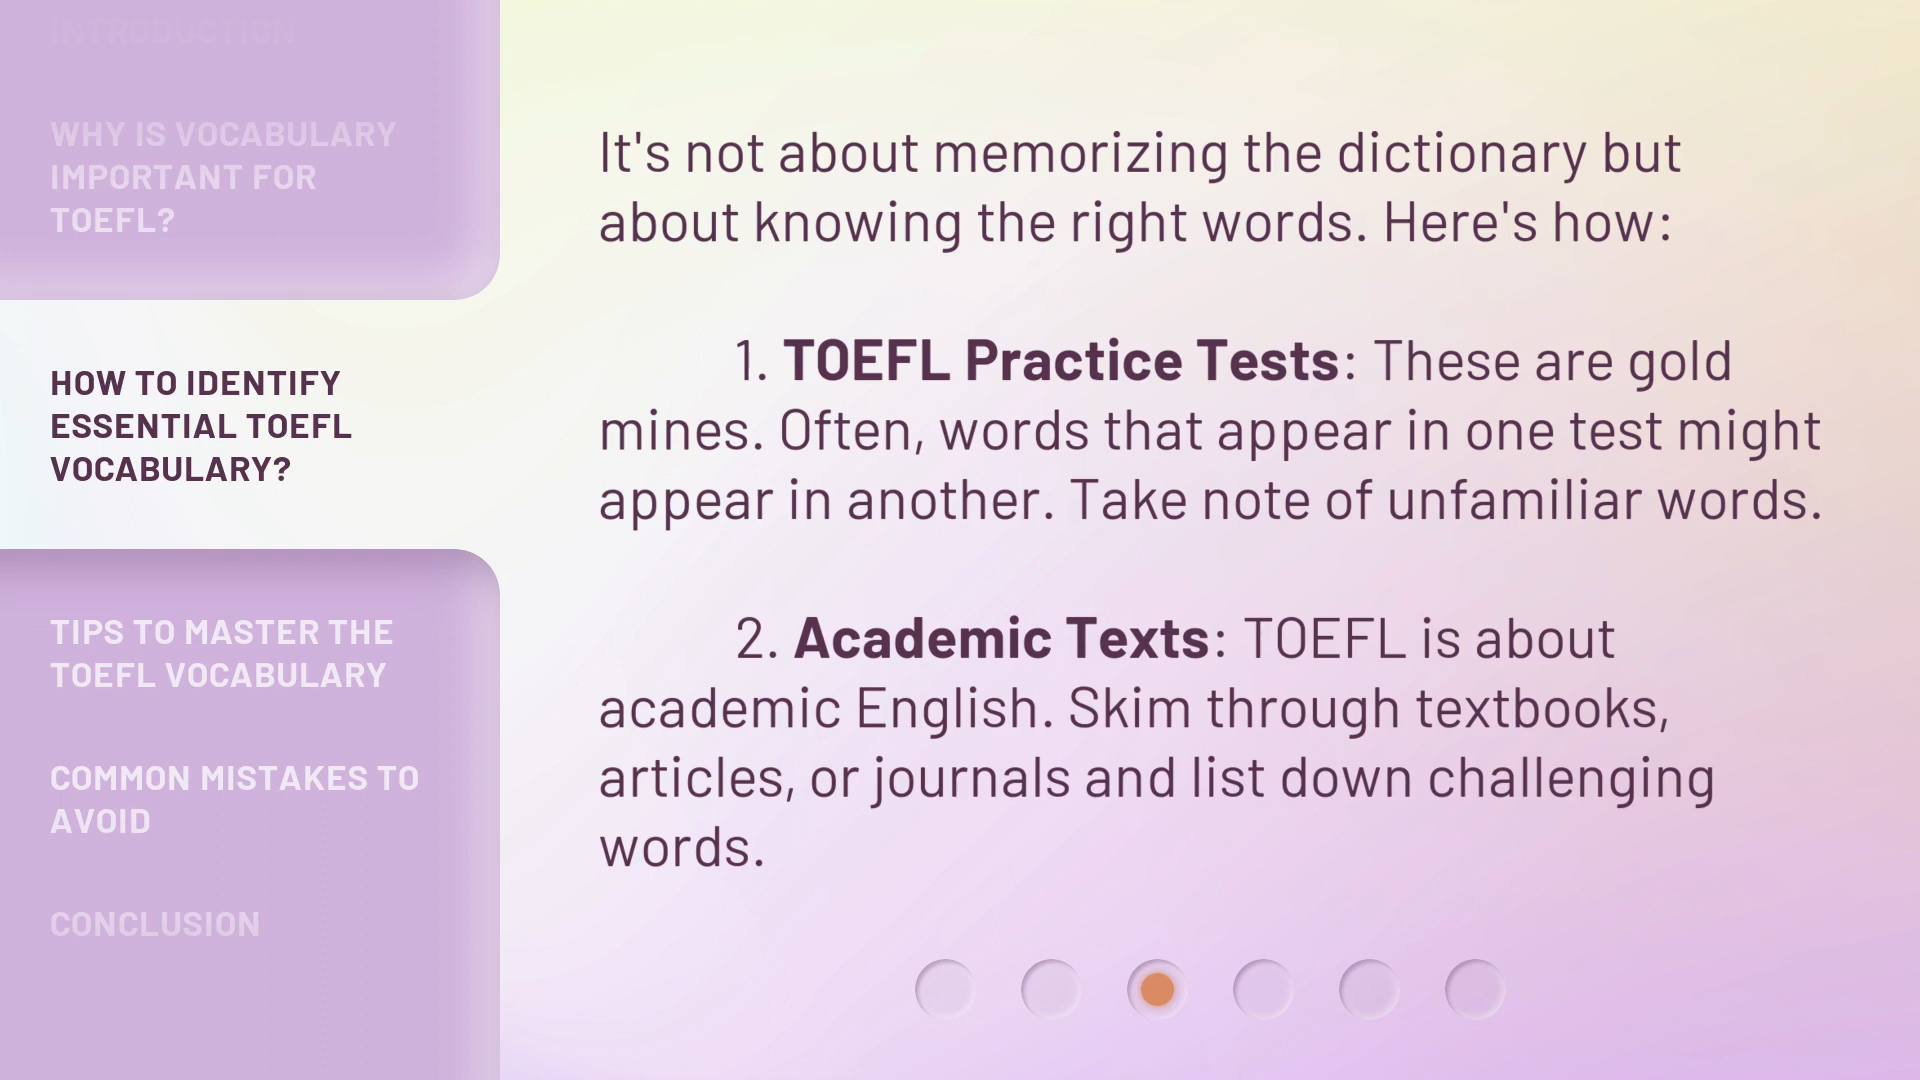 INTRODUCTION
WHY IS VOCABULARY
IMPORTANT FOR
TOEFL?
HOW TO IDENTIFY
ESSENTIAL TOEFL
VOCABULARY?
TIPS TO MASTER THE
TOEFL VOCABULARY
COMMON MISTAKES TO
AVOID
CONCLUSION
It's not about memorizing the dictionary but
about knowing the right words. Here's how:
1. TOEFL Practice Tests: These are gold
mines. Often, words that appear in one test might
appear in another. Take note of unfamiliar words.
2. Academic Texts: TOEFL is about
academic English. Skim through textbooks,
articles, or journals and list down challenging
words.